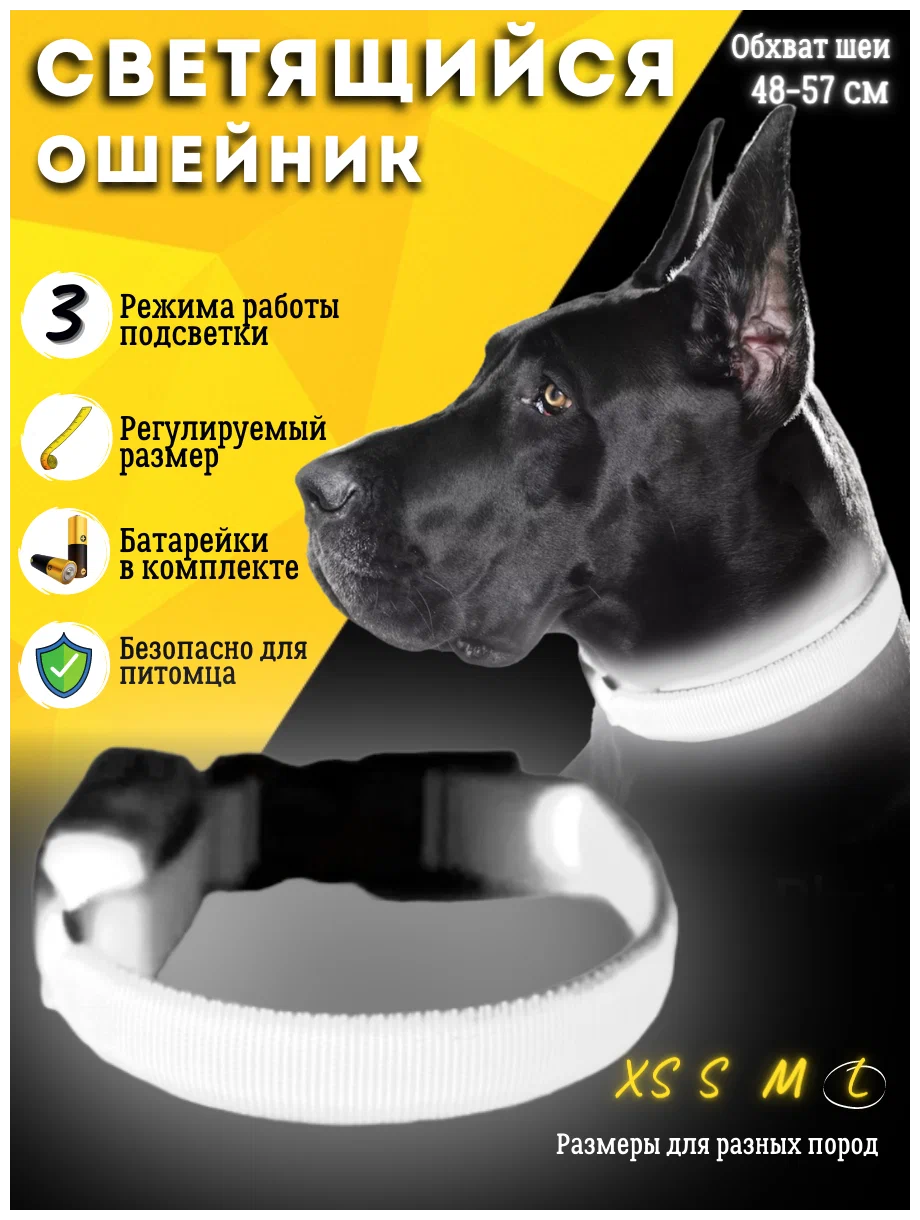 СВЕТЯЩИЙСЯ
ОШЕЙНИК
Обхват шеи
48-57 см
3
Режима работы
подсветки
Регулируемый
размер
Батарейки
в комплекте
Безопасно для
питомца
XS S M L
Размеры для разных пород